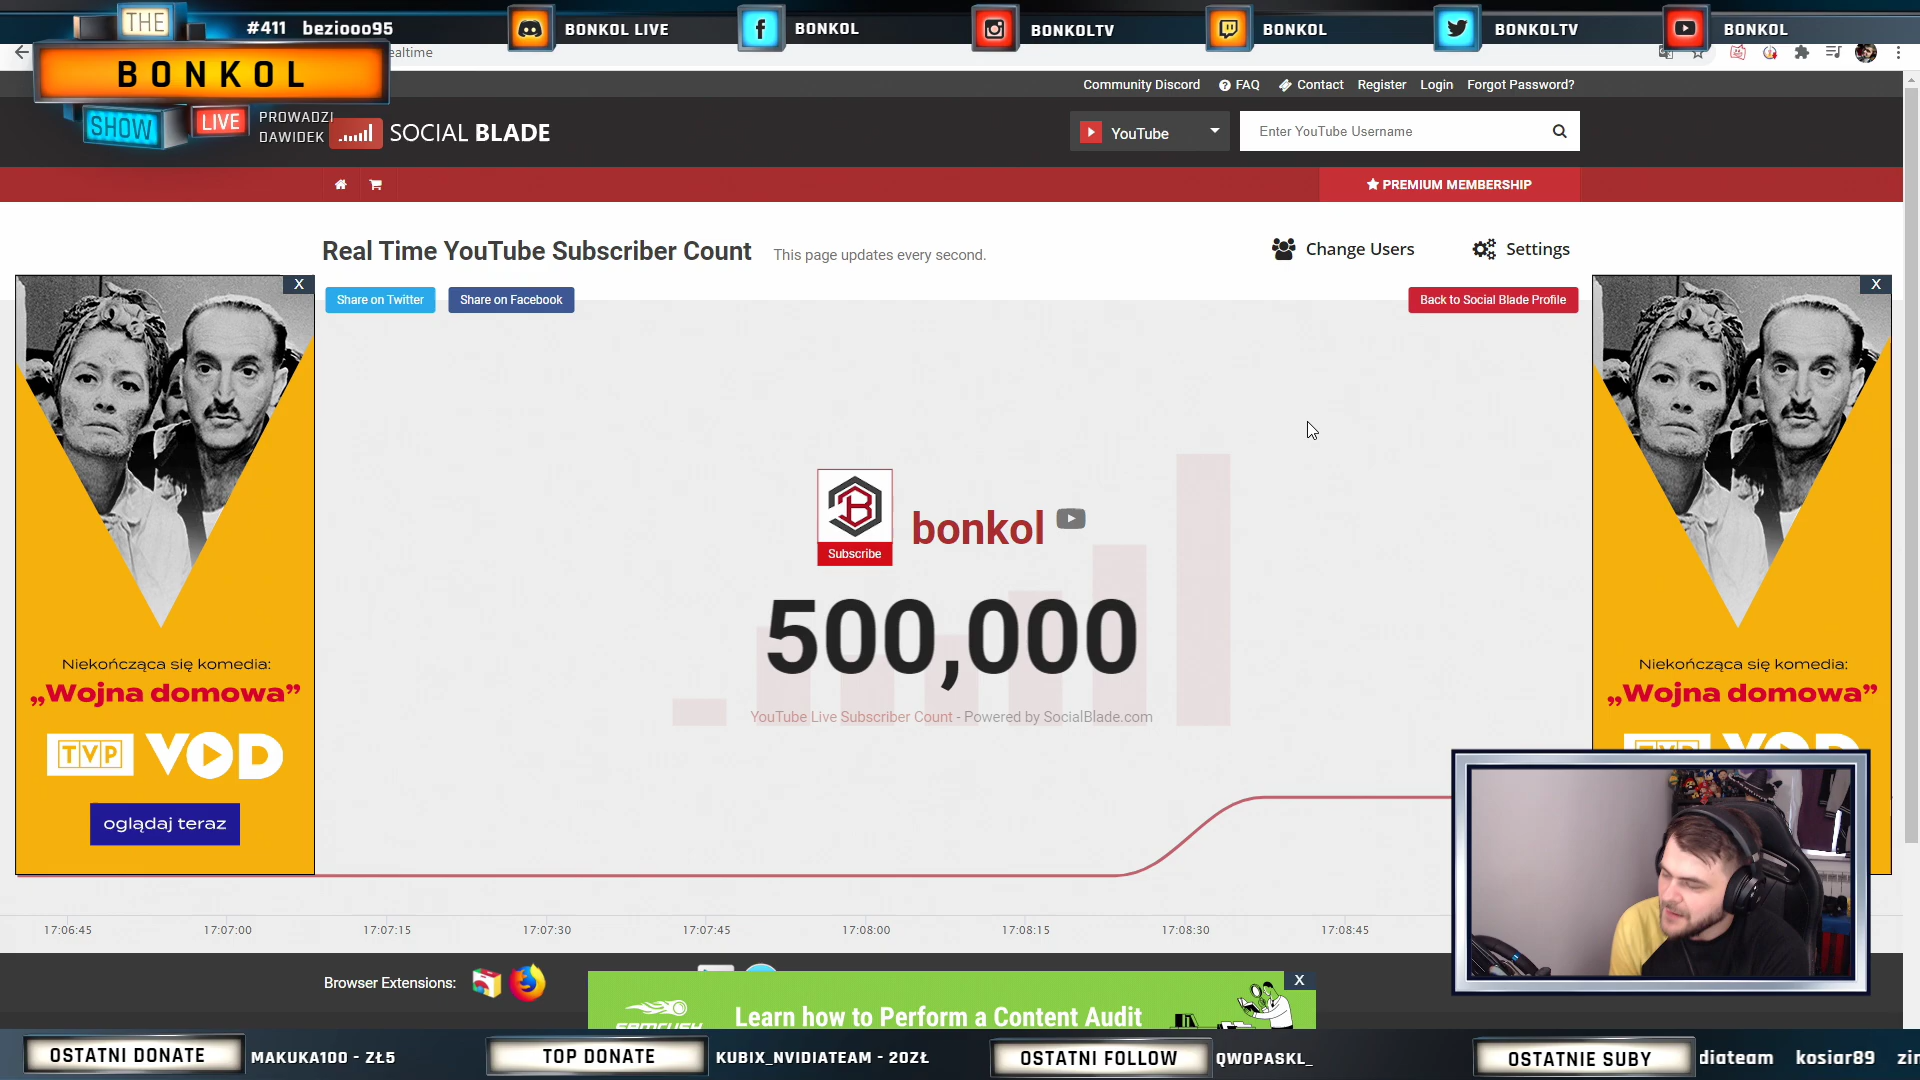 THE
#411 beziooo95
BONKOL LIVE
BONKOL
BONKOLTV
BONKOL
BONKOLTV
BONKOL
BONKOL
ealtime
SHOW
LIVE
PROWADZI
DAWIDEK
Community Discord
FAQ
Contact
Register
Login
Forgot Password?
SOCIAL BLADE
YouTube
Enter YouTube Username
PREMIUM MEMBERSHIP
Real Time YouTube Subscriber Count
This page updates every second.
Change Users
Settings
Share on Twitter
Share on Facebook
Back to Social Blade Profile
X
X
Subscribe
bonkol
500,000
YouTube Live Subscriber Count - Powered by SocialBlade.com
Niekończąca się komedia:
„Wojna domowa”
TVP VOD
oglądaj teraz
Niekończąca się komedia:
„Wojna domowa”
TVP VOD
17:06:45
17:07:00
17:07:15
17:07:30
17:07:45
17:08:00
17:08:15
17:08:30
17:08:45
Browser Extensions:
X
semrush
Learn how to Perform a Content Audit
OSTATNI DONATE
MAKUKA100 - ZŁ5
TOP DONATE
KUBIX_NVIDIATEAM - 20ZŁ
OSTATNI FOLLOW
QWOPASKL_
OSTATNIE SUBY
diateam kosiar89 zir